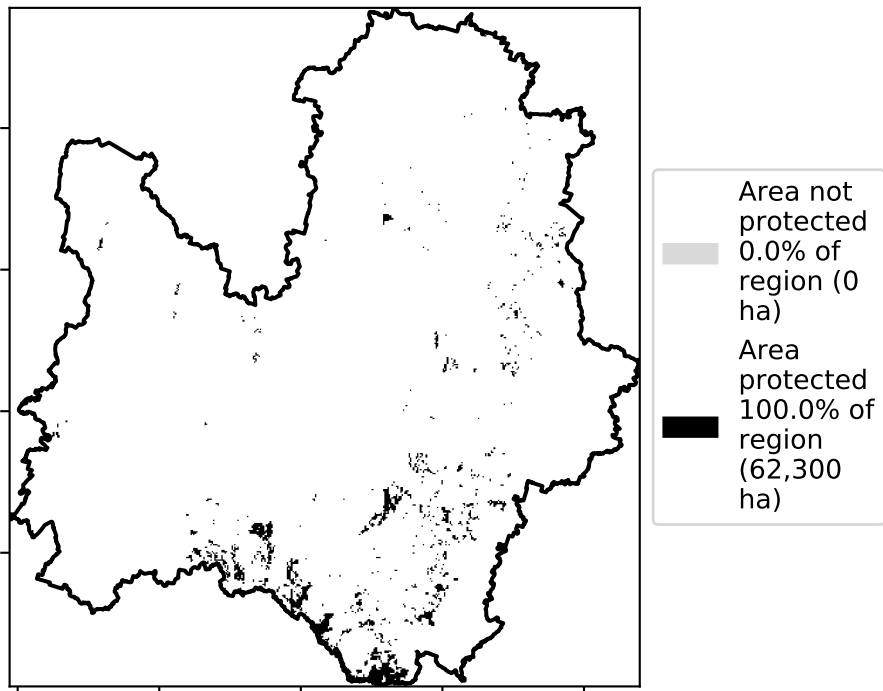 Area not
protected
0.0% of
region (0
ha)
Area
protected
100.0% of
region
(62,300
ha)